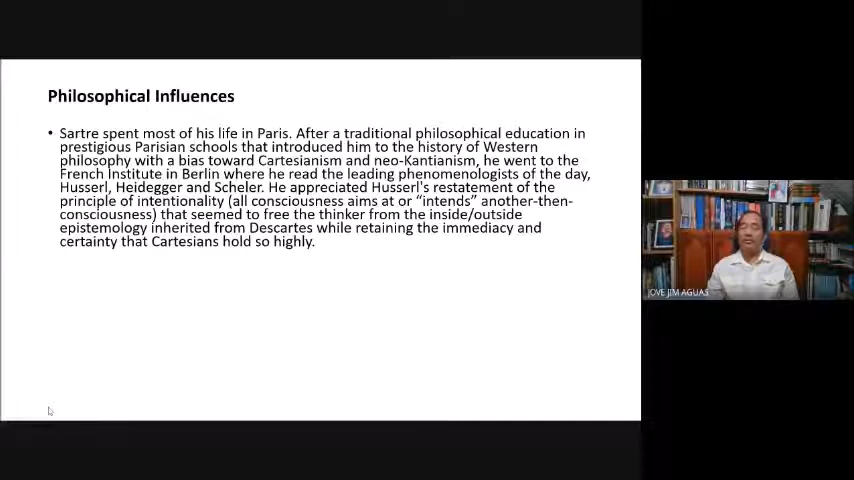 Philosophical Influences
• Sartre spent most of his life in Paris. After a traditional philosophical education in
prestigious Parisian schools that introduced him to the history of Western
philosophy with a bias toward Cartesianism and neo-Kantianism, he went to the
French Institute in Berlin where he read the leading phenomenologists of the day,
Husserl, Heidegger and Scheler. He appreciated Husserl's restatement of the
principle of intentionality (all consciousness aims at or “intends” another-then-
consciousness) that seemed to free the thinker from the inside/outside
epistemology inherited from Descartes while retaining the immediacy and
certainty that Cartesians hold so highly.
JOVE JIM AGUAS